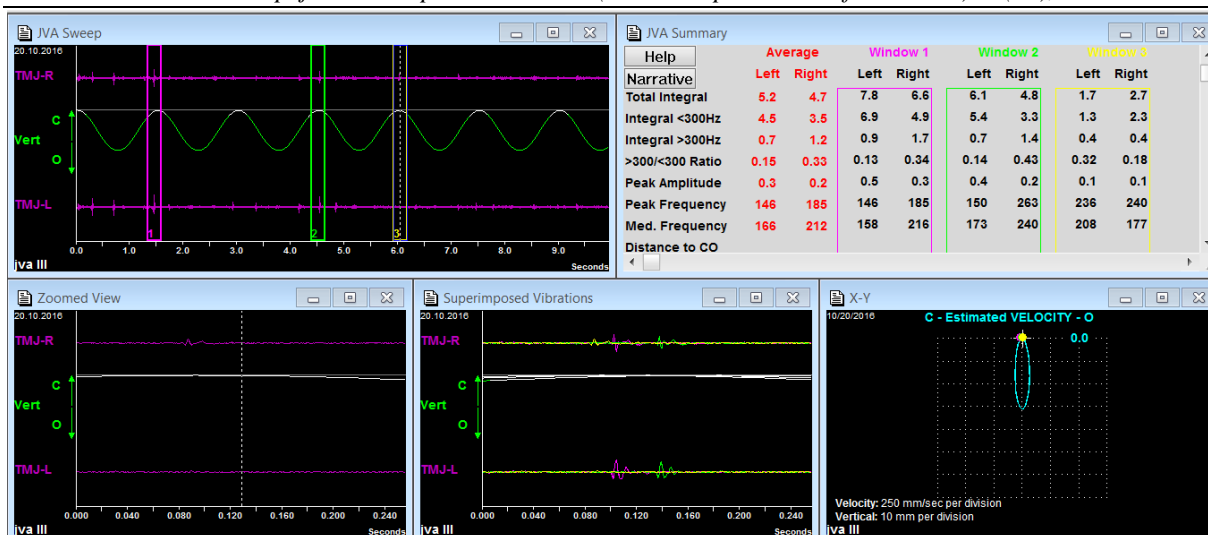 JVA Sweep
20.10.2016
TMJ-R
C
Vert
O
TMJ-L
1
2
3
0.0 1.0 2.0 3.0 4.0 5.0 6.0 7.0 8.0 9.0
jva III
Seconds
JVA Summary
Help
Narrative
Average Window 1 Window 2 Window 3
Left Right Left Right Left Right Left Right
Total Integral 5.2 4.7 7.8 6.6 6.1 4.8 1.7 2.7
Integral <300Hz 4.5 3.5 6.9 4.9 5.4 3.3 1.3 2.3
Integral >300Hz 0.7 1.2 0.9 1.7 0.7 1.4 0.4 0.4
>300/<300 Ratio 0.15 0.33 0.13 0.34 0.14 0.43 0.32 0.18
Peak Amplitude 0.3 0.2 0.5 0.3 0.4 0.2 0.1 0.1
Peak Frequency 146 185 146 185 150 263 236 240
Med. Frequency 166 212 158 216 173 240 208 177
Distance to CO
Zoomed View
20.10.2016
TMJ-R
C
Vert
O
TMJ-L
0.000 0.040 0.080 0.120 0.160 0.200 0.240
jva III
Seconds
Superimposed Vibrations
20.10.2016
TMJ-R
C
Vert
O
TMJ-L
0.000 0.040 0.080 0.120 0.160 0.200 0.240
jva III
Seconds
X-Y
10/20/2016
C - Estimated VELOCITY - O
0.0
Velocity: 250 mm/sec per division
Vertical: 10 mm per division
jva III